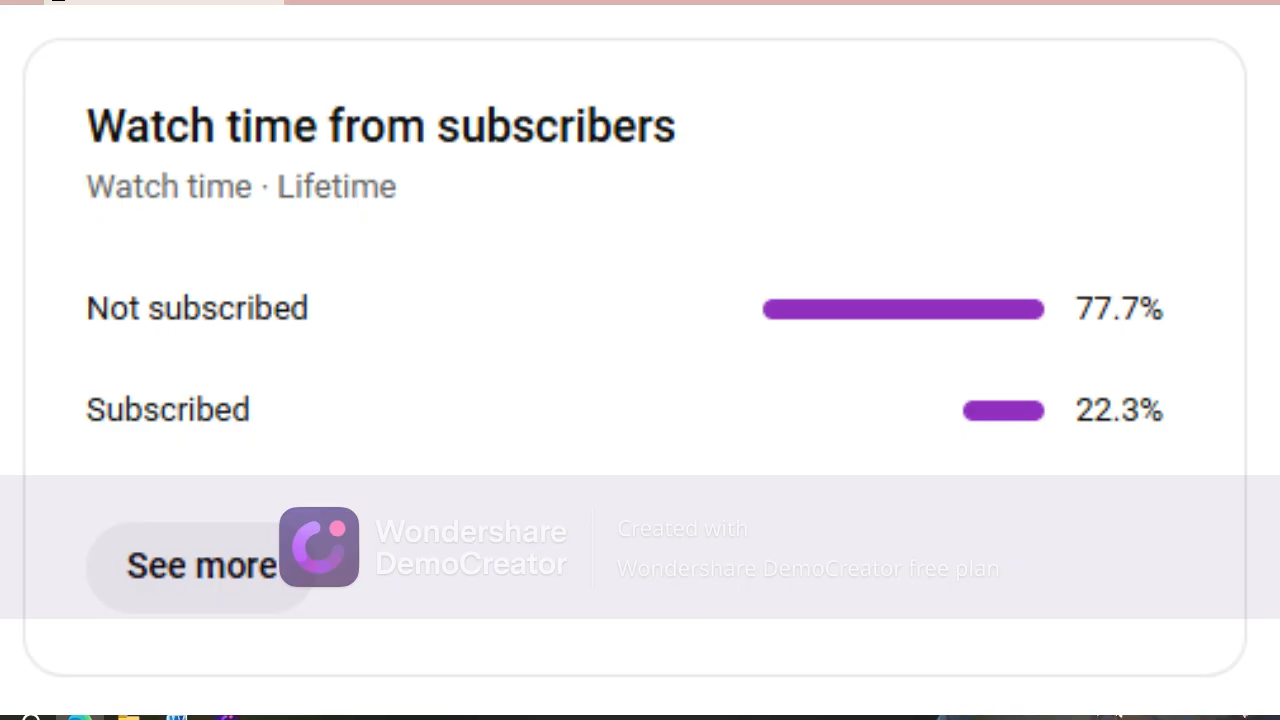 Watch time from subscribers
Watch time · Lifetime
Not subscribed 77.7%
Subscribed 22.3%
See more
Wondershare
DemoCreator
Created with
Wondershare DemoCreator free plan